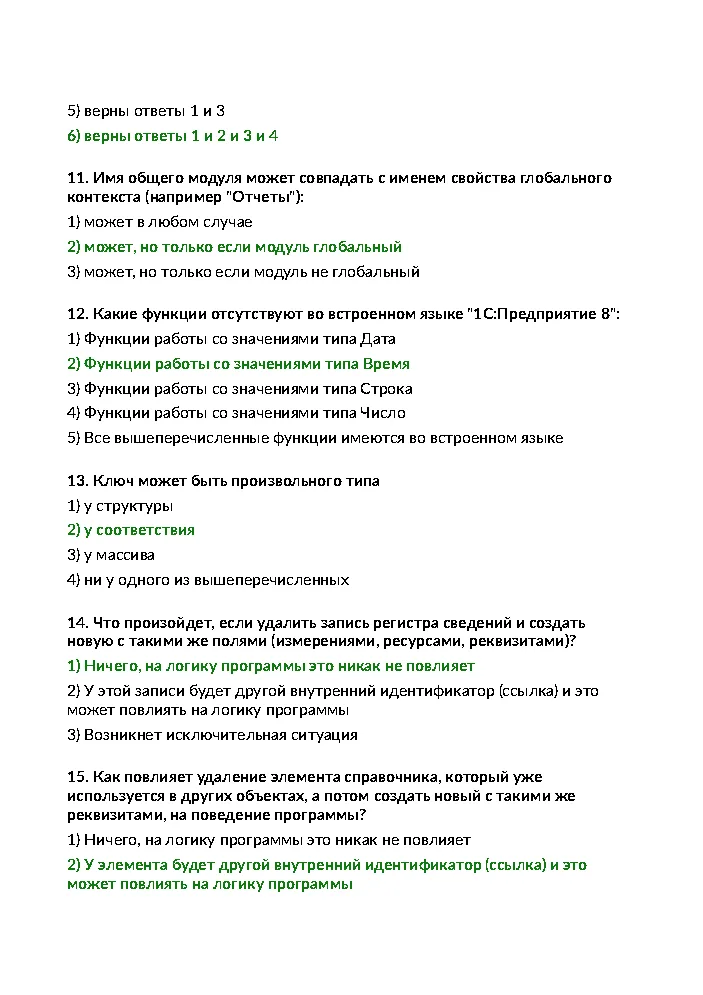 5) верны ответы 1 и 3
6) верны ответы 1 и 2 и 3 и 4
11. Имя общего модуля может совпадать с именем свойства глобального
контекста (например "Отчеты"):
1) может в любом случае
2) может, но только если модуль глобальный
3) может, но только если модуль не глобальный
12. Какие функции отсутствуют во встроенном языке "1С:Предприятие 8":
1) Функции работы со значениями типа Дата
2) Функции работы со значениями типа Время
3) Функции работы со значениями типа Строка
4) Функции работы со значениями типа Число
5) Все вышеперечисленные функции имеются во встроенном языке
13. Ключ может быть произвольного типа
1) у структуры
2) у соответствия
3) у массива
4) ни у одного из вышеперечисленных
14. Что произойдет, если удалить запись регистра сведений и создать
новую с такими же полями (измерениями, ресурсами, реквизитами)?
1) Ничего, на логику программы это никак не повлияет
2) У этой записи будет другой внутренний идентификатор (ссылка) и это
может повлиять на логику программы
3) Возникнет исключительная ситуация
15. Как повлияет удаление элемента справочника, который уже
используется в других объектах, а потом создать новый с такими же
реквизитами, на поведение программы?
1) Ничего, на логику программы это никак не повлияет
2) У элемента будет другой внутренний идентификатор (ссылка) и это
может повлиять на логику программы